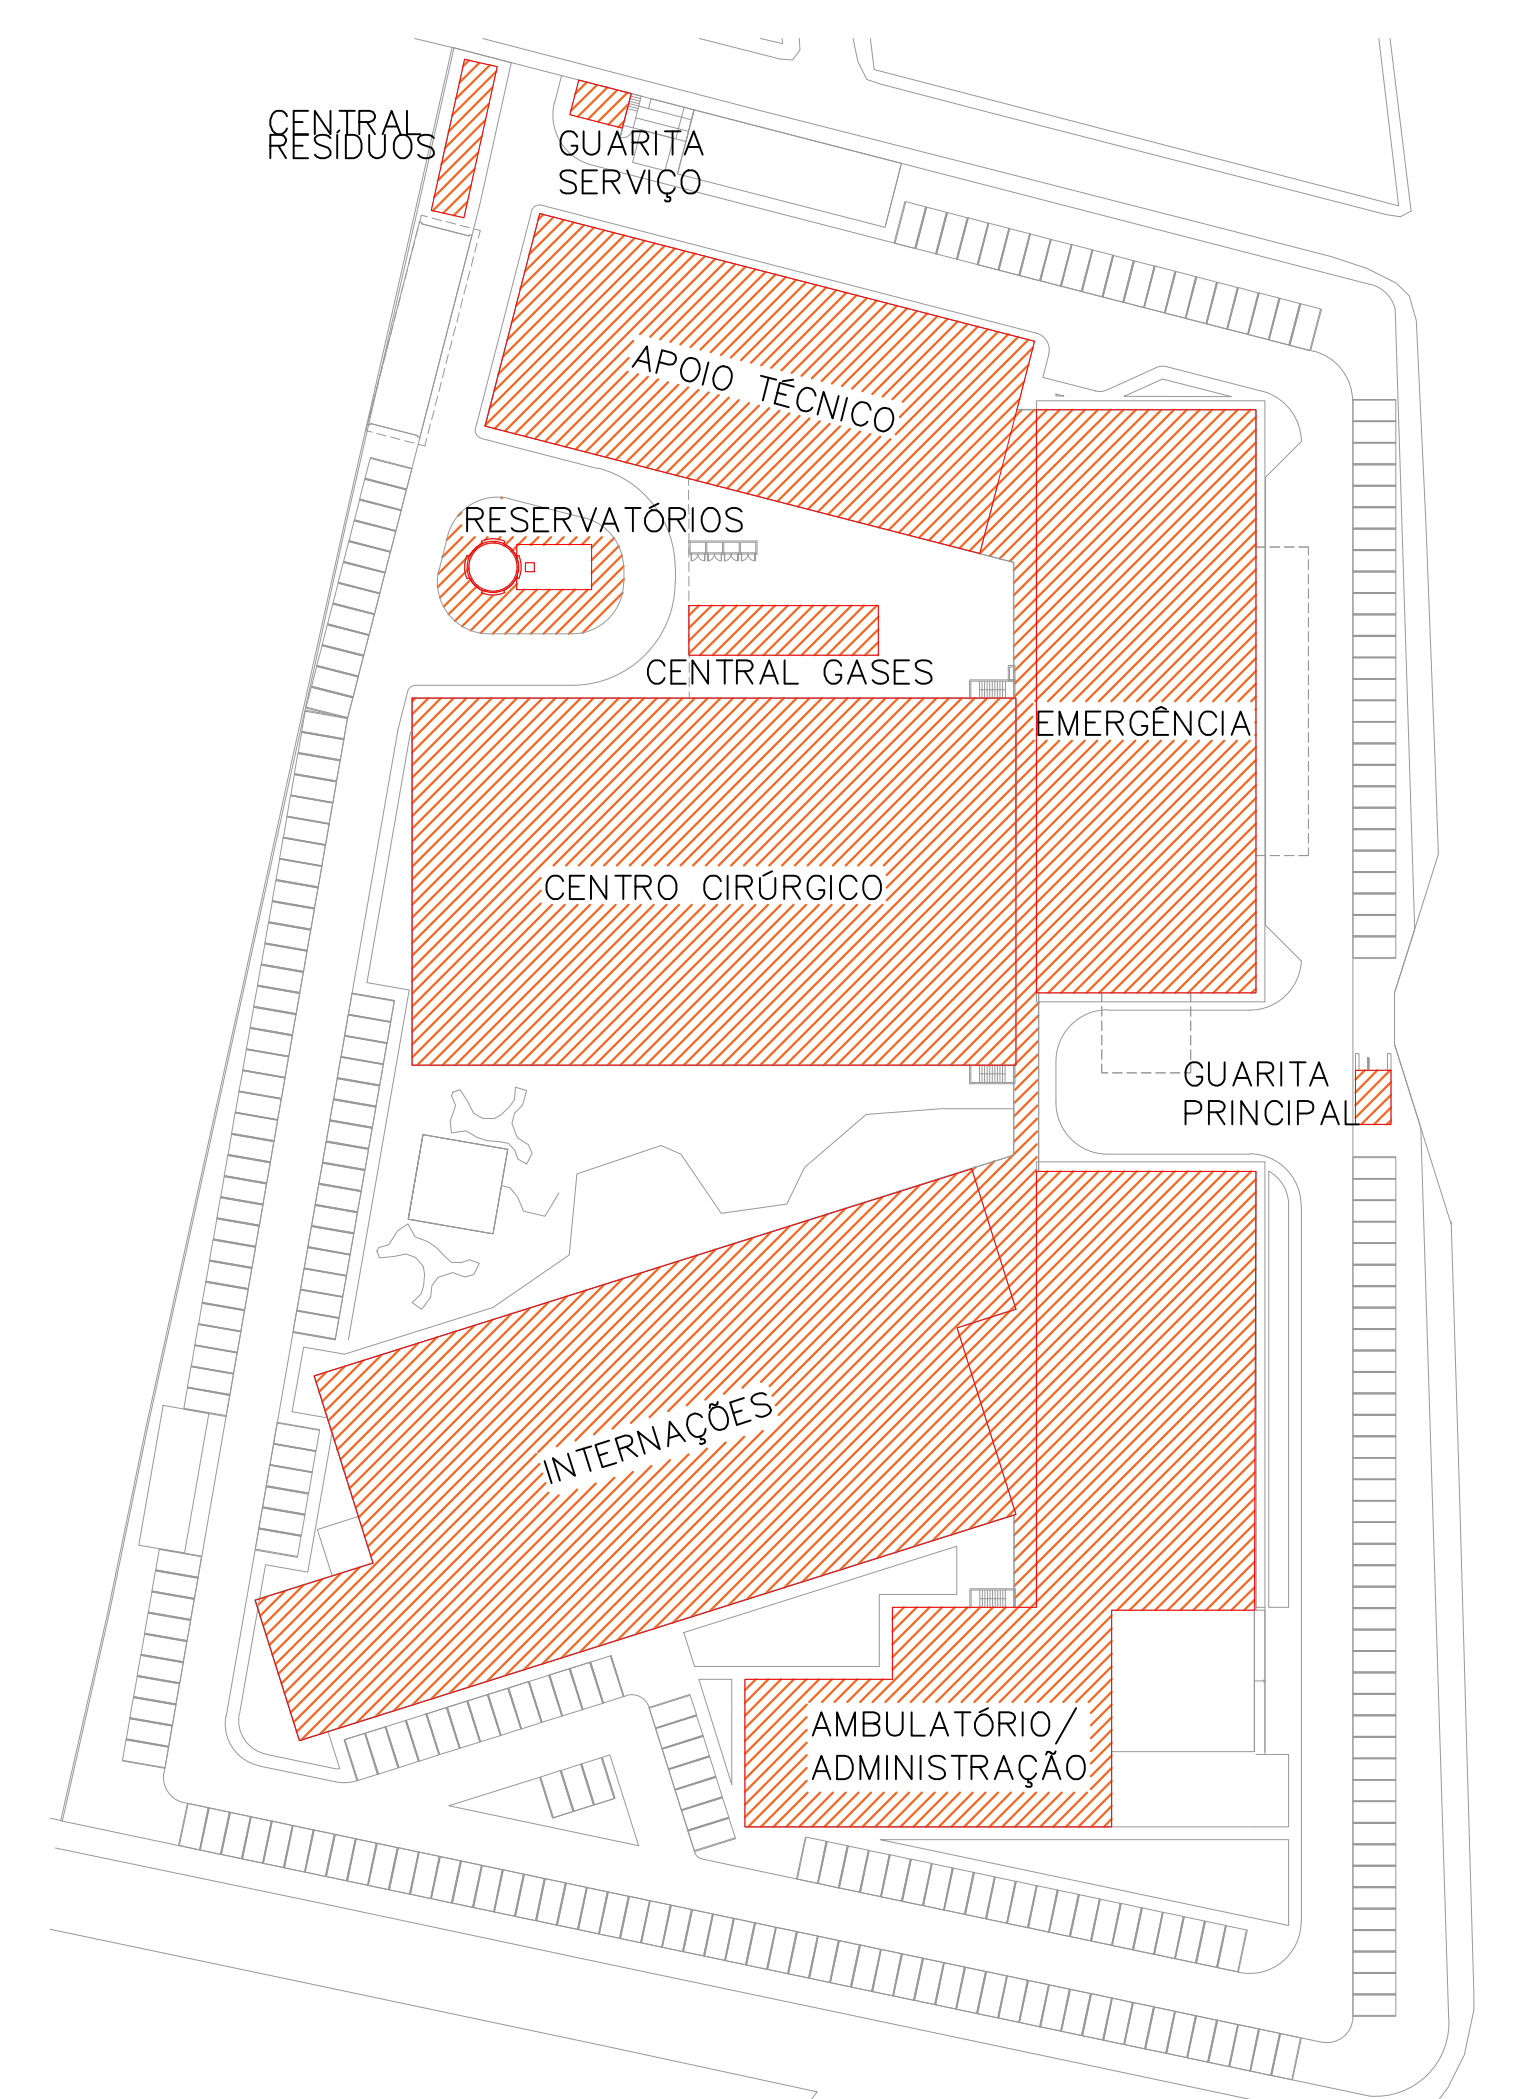 CENTRAL
RESÍDUOS
GUARITA
SERVIÇO
APOIO TÉCNICO
RESERVATÓRIOS
CENTRAL GASES
EMERGÊNCIA
CENTRO CIRÚRGICO
GUARITA
PRINCIPAL
INTERNAÇÕES
AMBULATÓRIO/
ADMINISTRAÇÃO